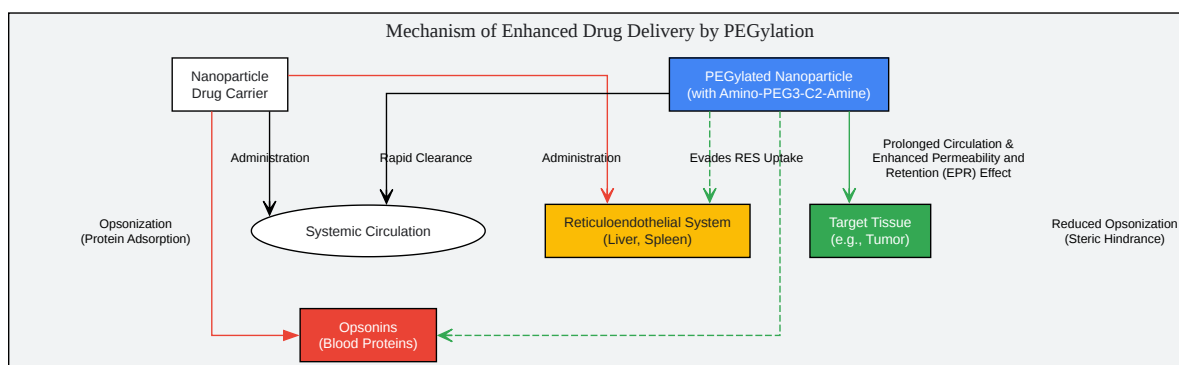 Mechanism of Enhanced Drug Delivery by PEGylation
Nanoparticle
Drug Carrier
PEGylated Nanoparticle
(with Amino-PEG3-C2-Amine)
Administration
Rapid Clearance
Administration
Evades RES Uptake
Prolonged Circulation &
Enhanced Permeability and
Retention (EPR) Effect
Opsonization
(Protein Adsorption)
Systemic Circulation
Reticuloendothelial System
(Liver, Spleen)
Target Tissue
(e.g., Tumor)
Reduced Opsonization
(Steric Hindrance)
Opsonins
(Blood Proteins)